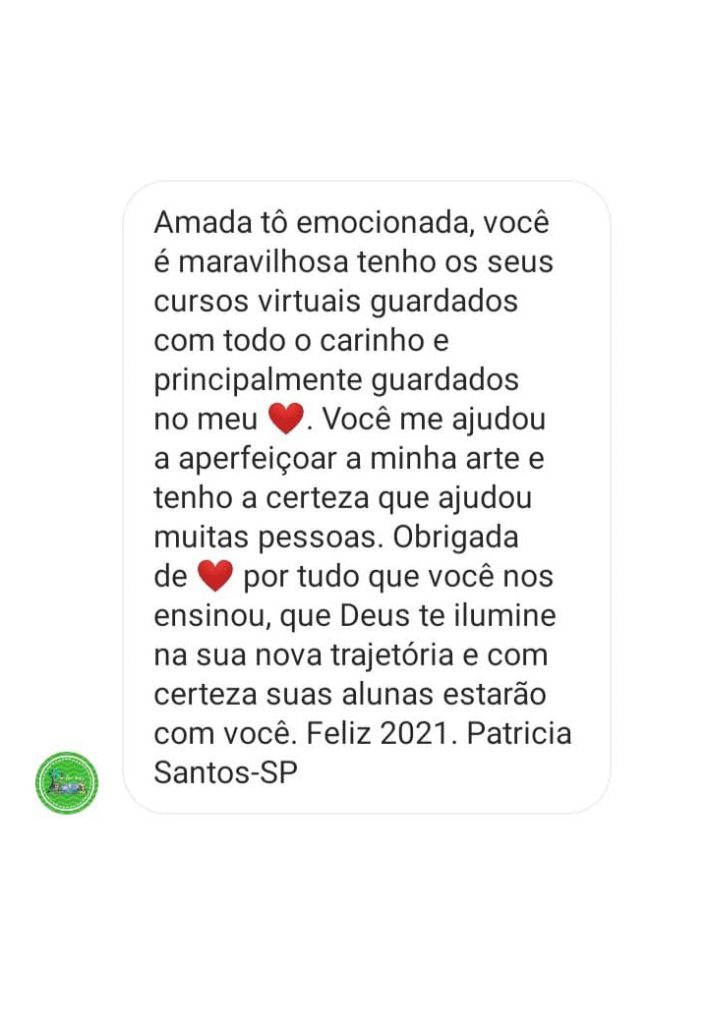 Amada tô emocionada, você
é maravilhosa tenho os seus
cursos virtuais guardados
com todo o carinho e
principalmente guardados
no meu ❤️. Você me ajudou
a aperfeiçoar a minha arte e
tenho a certeza que ajudou
muitas pessoas. Obrigada
de ❤️ por tudo que você nos
ensinou, que Deus te ilumine
na sua nova trajetória e com
certeza suas alunas estarão
com você. Feliz 2021. Patricia
Santos-SP